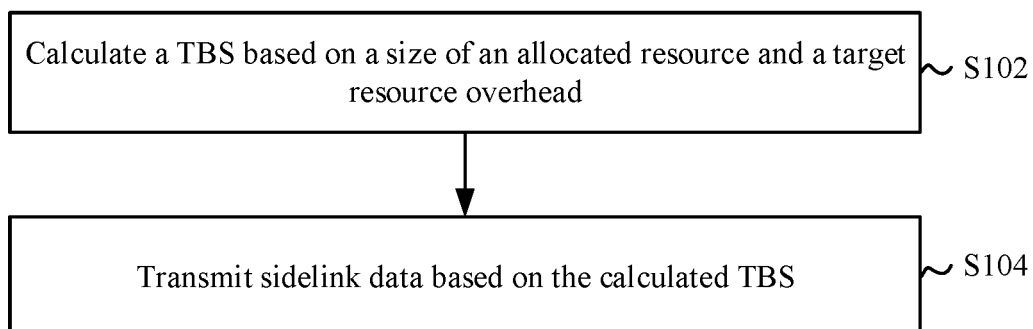 Calculate a TBS based on a size of an allocated resource and a target
resource overhead
S102
Transmit sidelink data based on the calculated TBS
S104